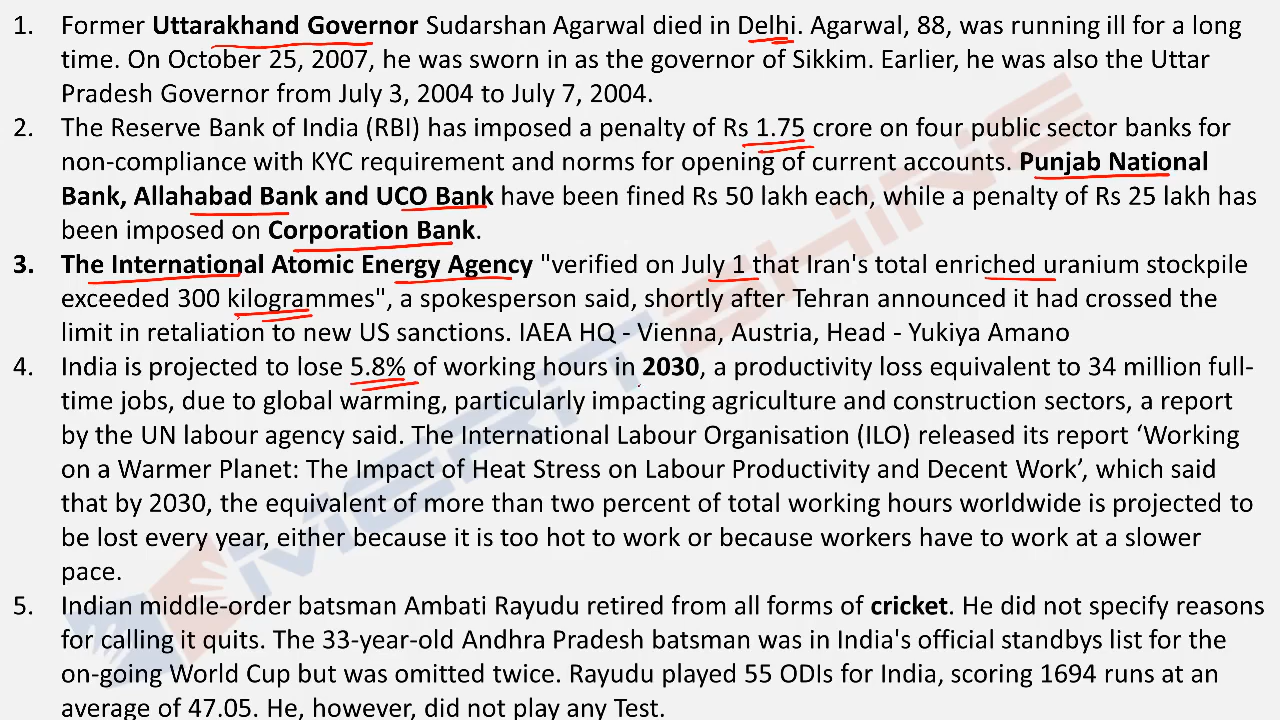 1. Former Uttarakhand Governor Sudarshan Agarwal died in Delhi. Agarwal, 88, was running ill for a long
time. On October 25, 2007, he was sworn in as the governor of Sikkim. Earlier, he was also the Uttar
Pradesh Governor from July 3, 2004 to July 7, 2004.
2. The Reserve Bank of India (RBI) has imposed a penalty of Rs 1.75 crore on four public sector banks for
non-compliance with KYC requirement and norms for opening of current accounts. Punjab National
Bank, Allahabad Bank and UCO Bank have been fined Rs 50 lakh each, while a penalty of Rs 25 lakh has
been imposed on Corporation Bank.
3. The International Atomic Energy Agency "verified on July 1 that Iran's total enriched uranium stockpile
exceeded 300 kilogrammes", a spokesperson said, shortly after Tehran announced it had crossed the
limit in retaliation to new US sanctions. IAEA HQ - Vienna, Austria, Head - Yukiya Amano
4. India is projected to lose 5.8% of working hours in 2030, a productivity loss equivalent to 34 million full-
time jobs, due to global warming, particularly impacting agriculture and construction sectors, a report
by the UN labour agency said. The International Labour Organisation (ILO) released its report ‘Working
on a Warmer Planet: The Impact of Heat Stress on Labour Productivity and Decent Work’, which said
that by 2030, the equivalent of more than two percent of total working hours worldwide is projected to
be lost every year, either because it is too hot to work or because workers have to work at a slower
pace.
5. Indian middle-order batsman Ambati Rayudu retired from all forms of cricket. He did not specify reasons
for calling it quits. The 33-year-old Andhra Pradesh batsman was in India's official standbys list for the
on-going World Cup but was omitted twice. Rayudu played 55 ODIs for India, scoring 1694 runs at an
average of 47.05. He, however, did not play any Test.
MERIT SHINE